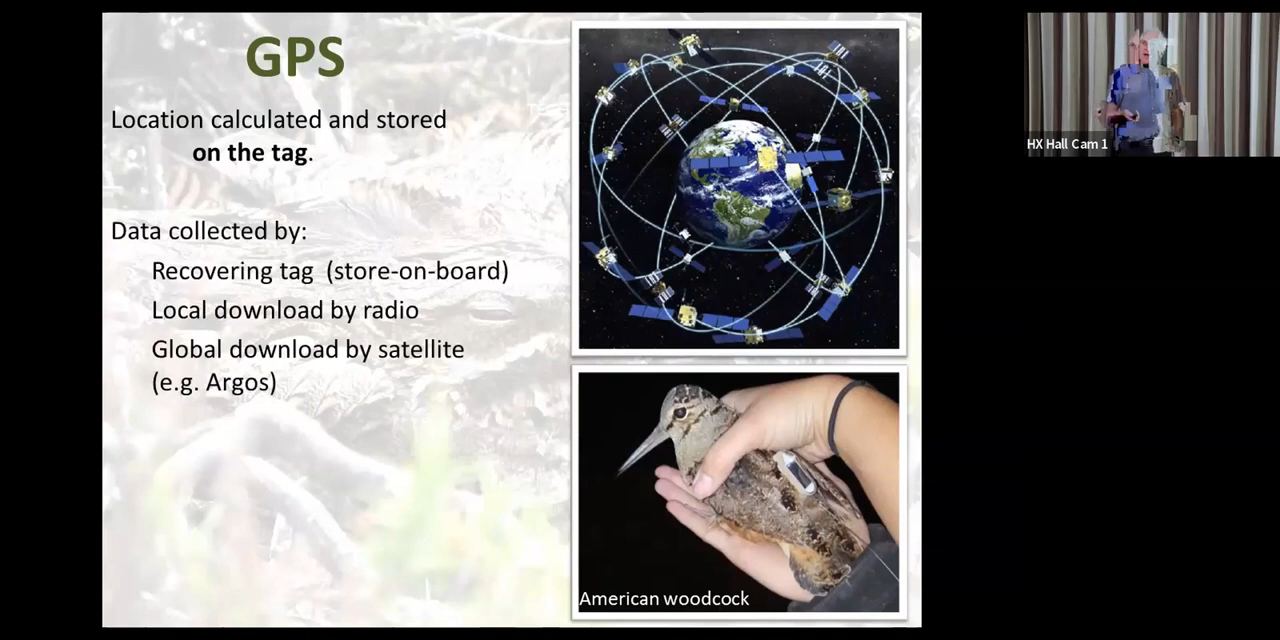 GPS
Location calculated and stored
on the tag.
Data collected by:
Recovering tag (store-on-board)
Local download by radio
Global download by satellite
(e.g. Argos)
American woodcock
HX Hall Cam 1